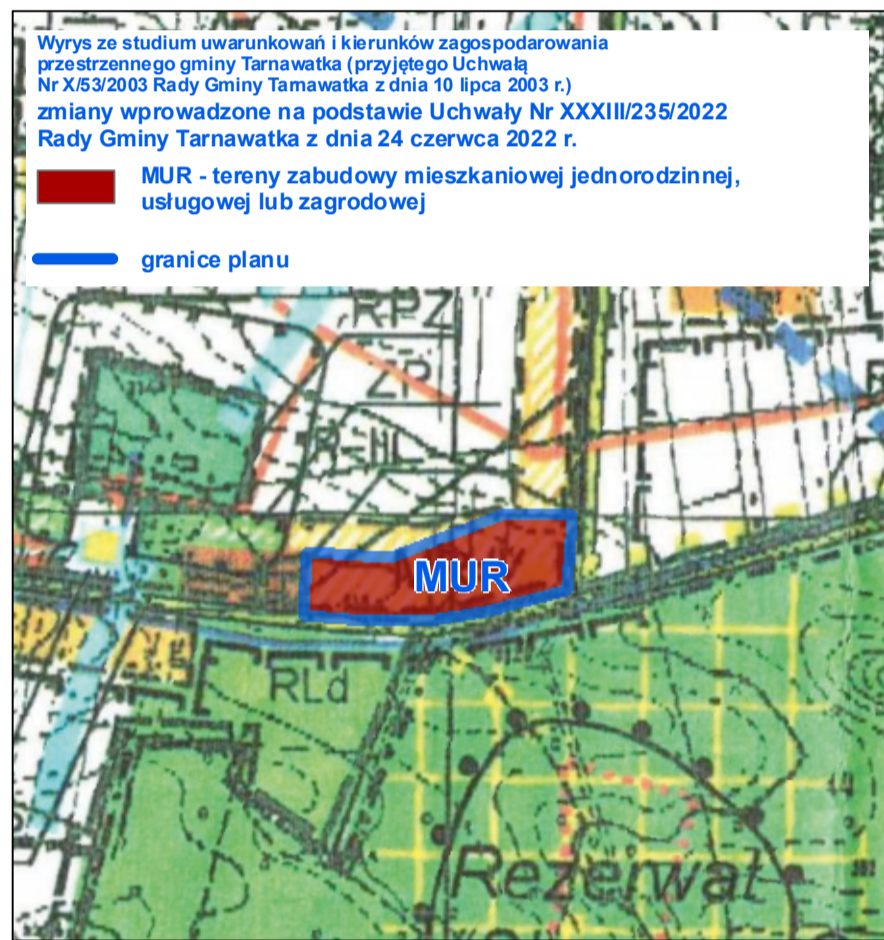 Wyrys ze studium uwarunkowań i kierunków zagospodarowania
przestrzennego gminy Tarnawatka (przyjętego Uchwałą
Nr X/53/2003 Rady Gminy Tarnawatka z dnia 10 lipca 2003 r.)
zmiany wprowadzone na podstawie Uchwały Nr XXXIII/235/2022
Rady Gminy Tarnawatka z dnia 24 czerwca 2022 r.
MUR - tereny zabudowy mieszkaniowej jednorodzinnej,
usługowej lub zagrodowej
granice planu
RPZ
ZP
R-III
MUR
RLd
Rezerwat